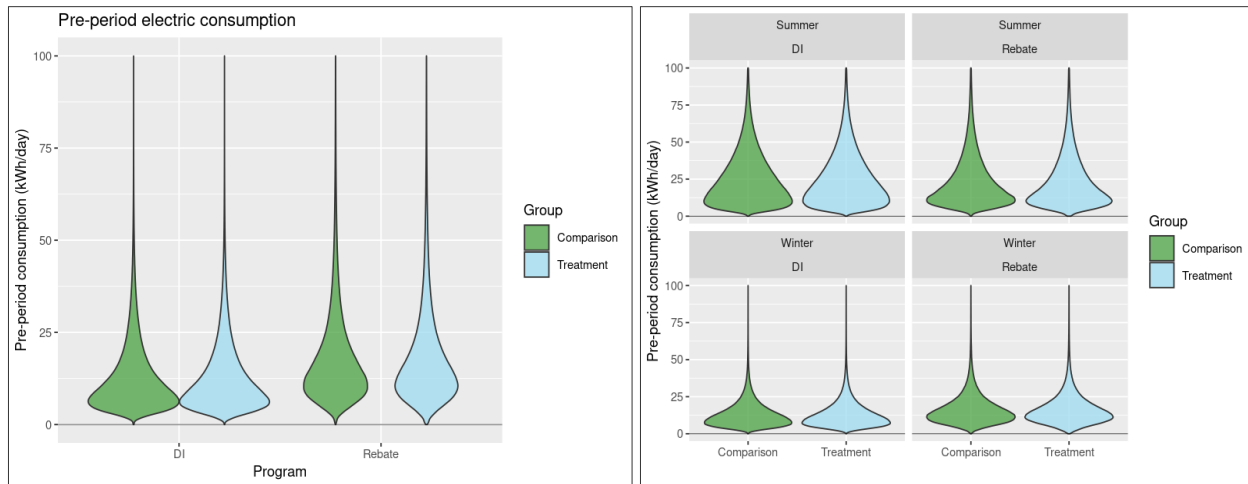 Pre-period electric consumption
Pre-period consumption (kWh/day)
100
75
50
25
0
DI
Rebate
Program
Group
Comparison
Treatment
Pre-period consumption (kWh/day)
Summer
DI
Summer
Rebate
100
75
50
25
0
Winter
DI
Winter
Rebate
100
75
50
25
0
Comparison
Treatment
Comparison
Treatment
Group
Comparison
Treatment